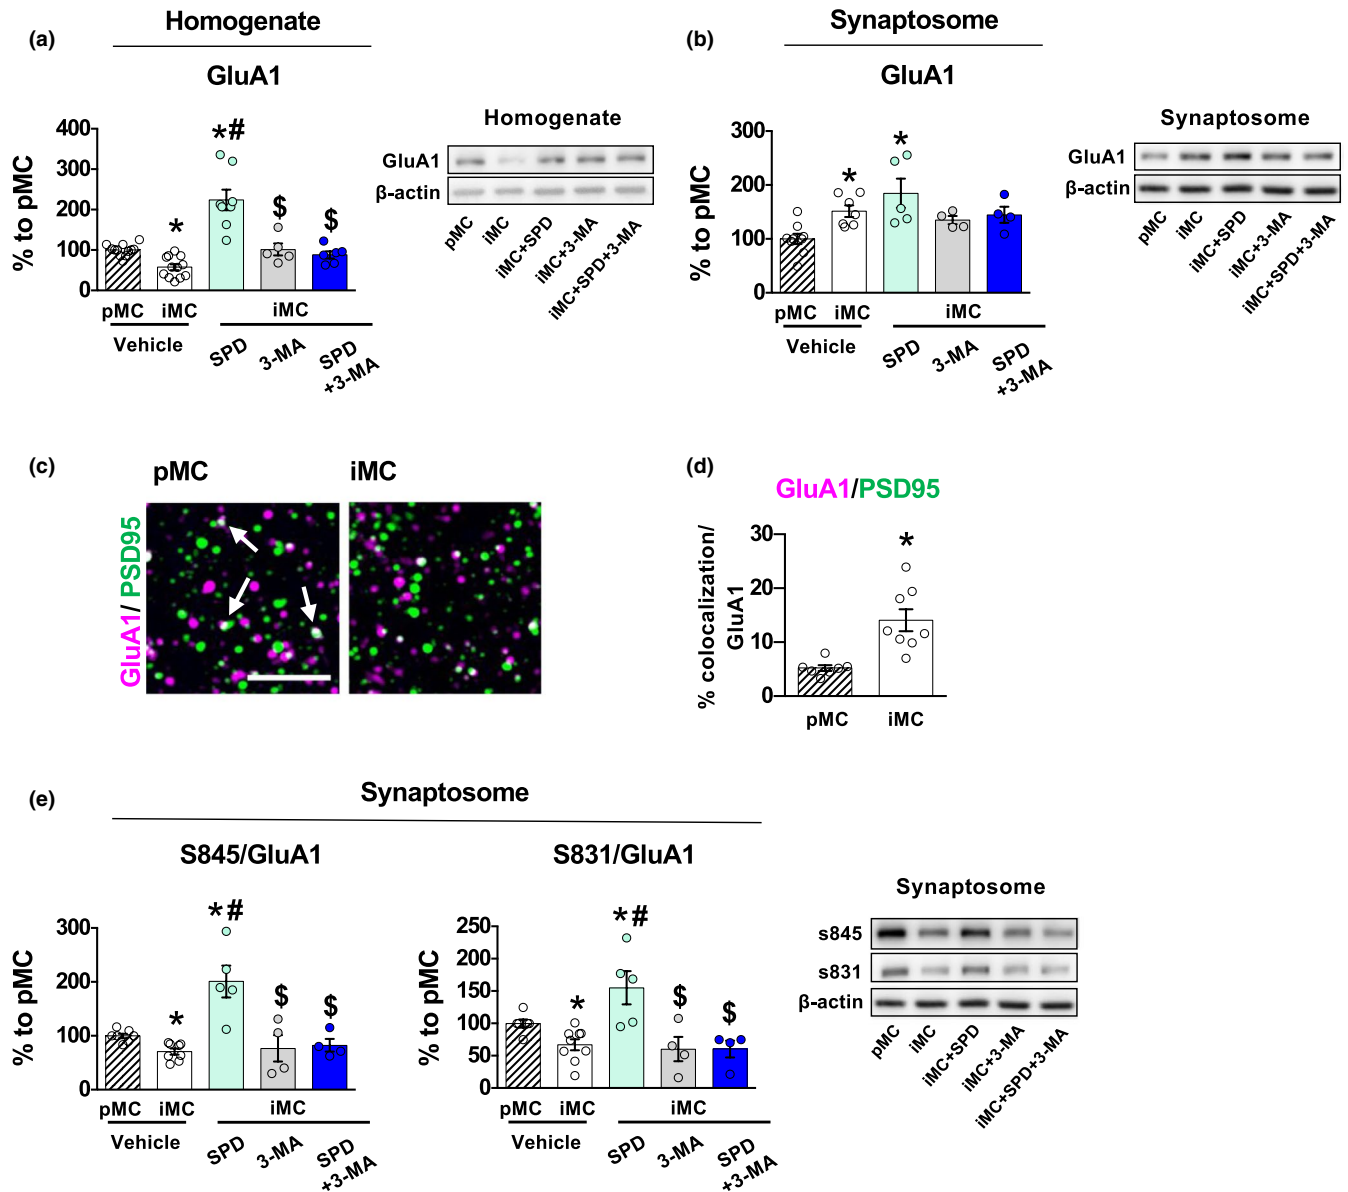 (a)
Homogenate
GluA1
% to pMC
400
300
200
100
0
*
*#
$
$
pMC
iMC
iMC
Vehicle
SPD
3-MA
SPD
+3-MA
Homogenate
GluA1
β-actin
pMC
iMC
iMC+SPD
iMC+3-MA
iMC+SPD+3-MA
(b)
Synaptosome
GluA1
% to pMC
300
200
100
0
*
*
pMC
iMC
iMC
Vehicle
SPD
3-MA
SPD
+3-MA
Synaptosome
GluA1
β-actin
pMC
iMC
iMC+SPD
iMC+3-MA
iMC+SPD+3-MA
(c)
pMC
iMC
GluA1/ PSD95
(d)
GluA1/PSD95
% colocalization/
GluA1
30
20
10
0
*
pMC
iMC
(e)
Synaptosome
S845/GluA1
% to pMC
300
200
100
0
*
*#
$
$
pMC
iMC
iMC
Vehicle
SPD
3-MA
SPD
+3-MA
S831/GluA1
% to pMC
250
200
150
100
50
0
*
*#
$
$
pMC
iMC
iMC
Vehicle
SPD
3-MA
SPD
+3-MA
Synaptosome
s845
s831
β-actin
pMC
iMC
iMC+SPD
iMC+3-MA
iMC+SPD+3-MA